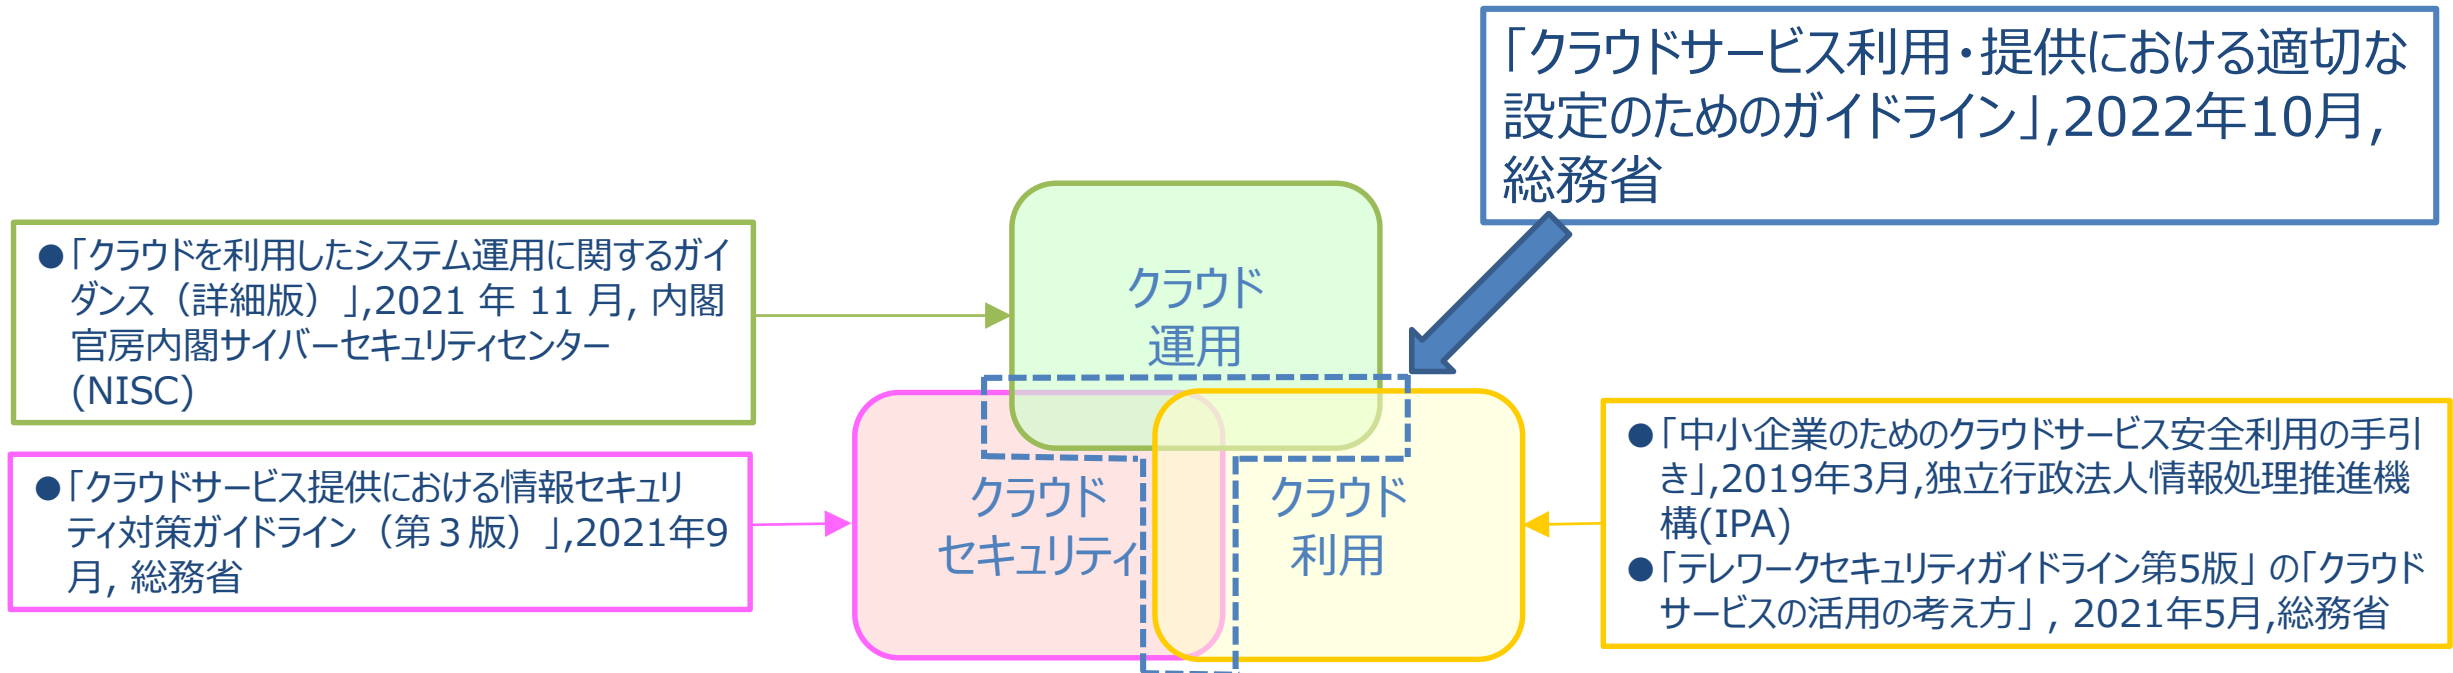 「クラウドサービス利用・提供における適切な
設定のためのガイドライン」,2022年10月,
総務省
●「クラウドを利用したシステム運用に関するガイ
ダンス（詳細版）」,2021 年 11 月, 内閣
官房内閣サイバーセキュリティセンター
(NISC)
クラウド
運用
●「クラウドサービス提供における情報セキュリ
ティ対策ガイドライン（第３版）」,2021年9
月, 総務省
クラウド
セキュリティ
クラウド
利用
●「中小企業のためのクラウドサービス安全利用の手引
き」,2019年3月,独立行政法人情報処理推進機
構(IPA)
●「テレワークセキュリティガイドライン第5版」 の「クラウド
サービスの活用の考え方」 , 2021年5月,総務省